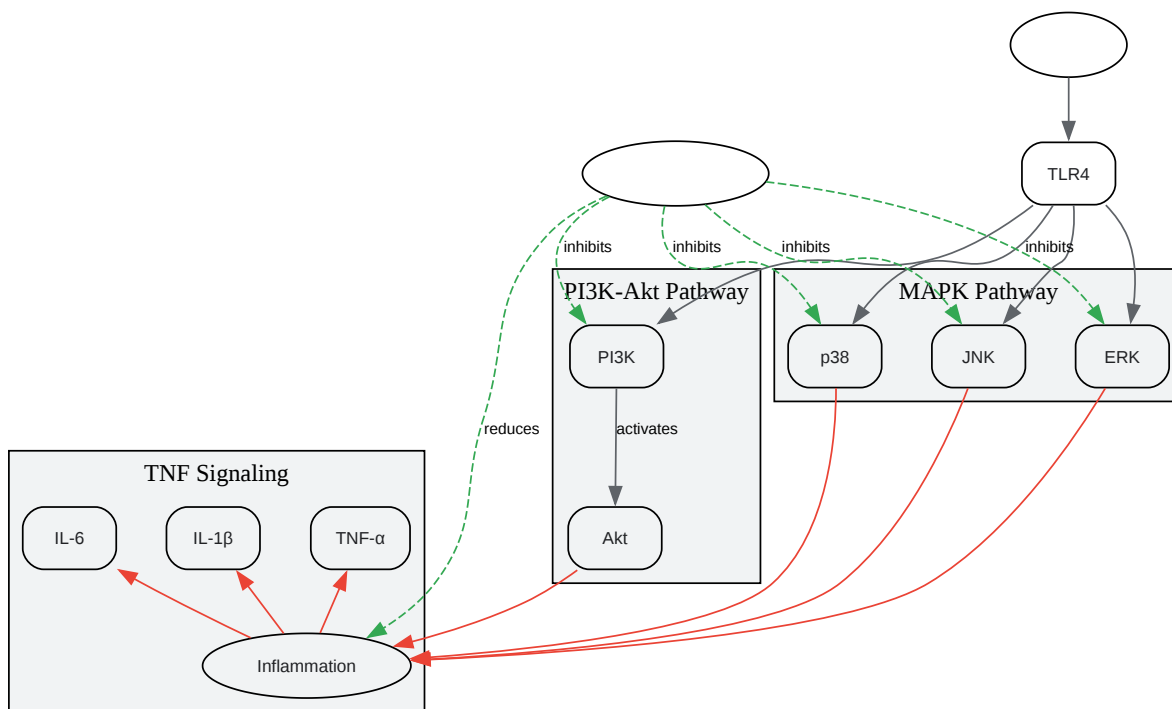 TLR4
inhibits
inhibits
inhibits
inhibits
PI3K-Akt Pathway
MAPK Pathway
PI3K
p38
JNK
ERK
reduces
activates
TNF Signaling
IL-6
IL-1β
TNF-α
Akt
Inflammation